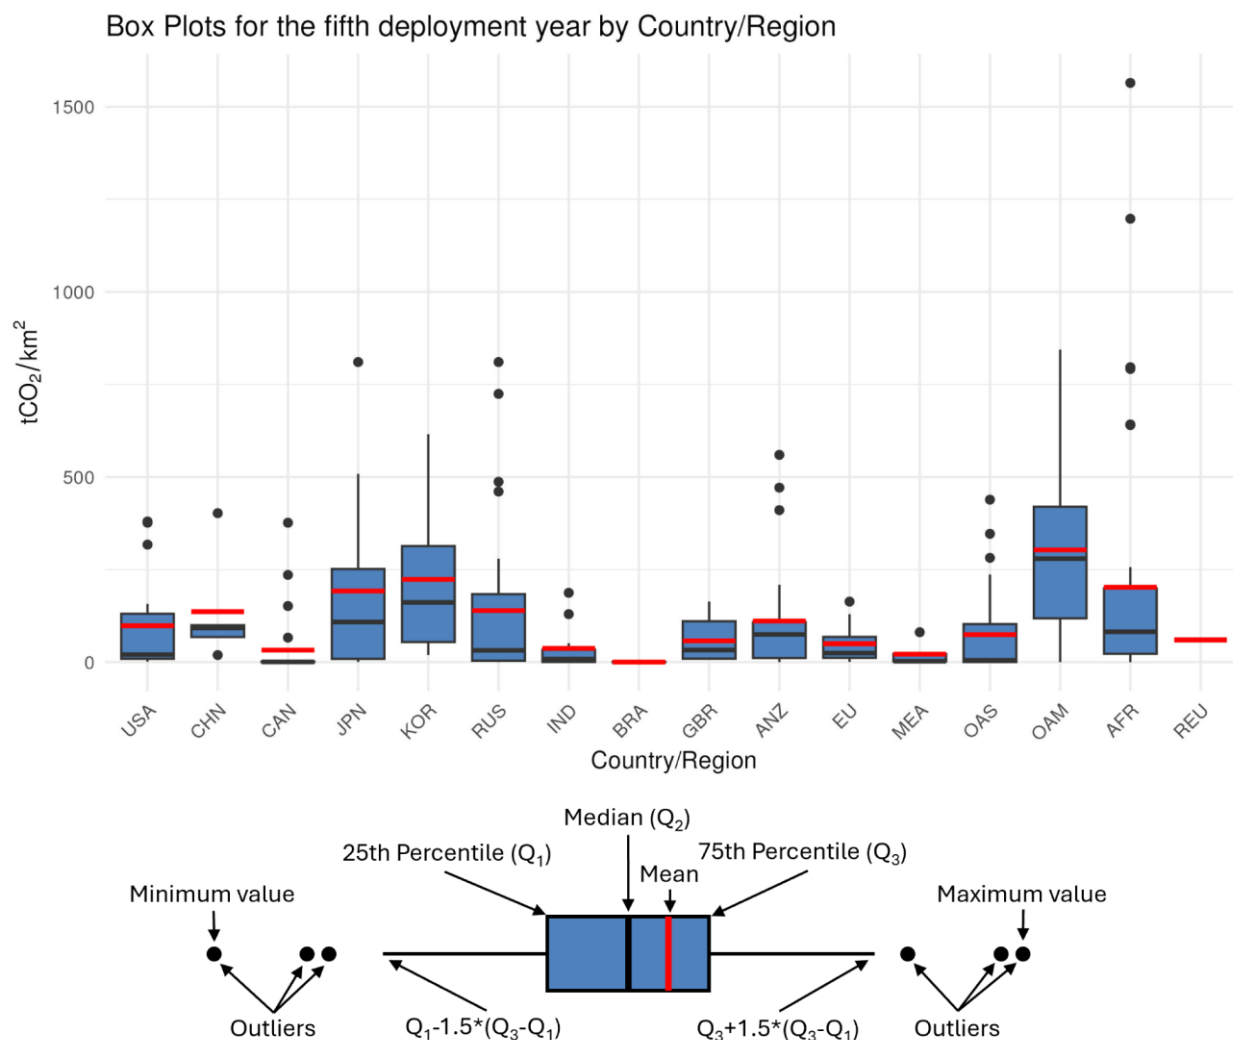 Box Plots for the fifth deployment year by Country/Region
1500
1000
500
0
tCO₂/km²
USA
CHN
CAN
JPN
KOR
RUS
IND
BRA
GBR
ANZ
EU
MEA
OAS
OAM
AFR
REU
Country/Region
Median (Q₂)
25th Percentile (Q₁)
75th Percentile (Q₃)
Mean
Minimum value
Maximum value
Outliers
Q₁-1.5*(Q₃-Q₁)
Q₃+1.5*(Q₃-Q₁)
Outliers